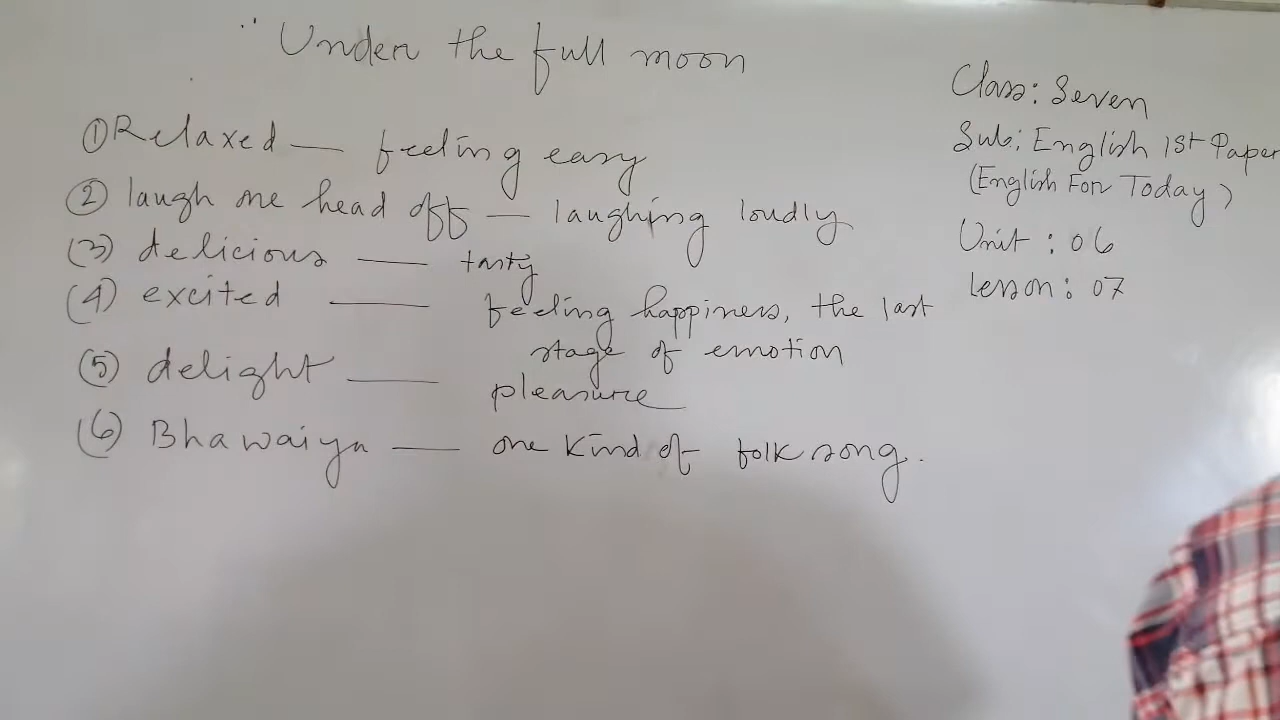 " Under the full moon
① Relaxed — feeling easy
② laugh one head off — laughing loudly
(3) delicious — tasty
(4) excited — feeling happiness, the last
stage of emotion
(5) delight — pleasure
(6) Bhawaiya — one kind of folk song.
Class: Seven
Sub: English 1st Paper
(English For Today)
Unit : 06
Lesson : 07